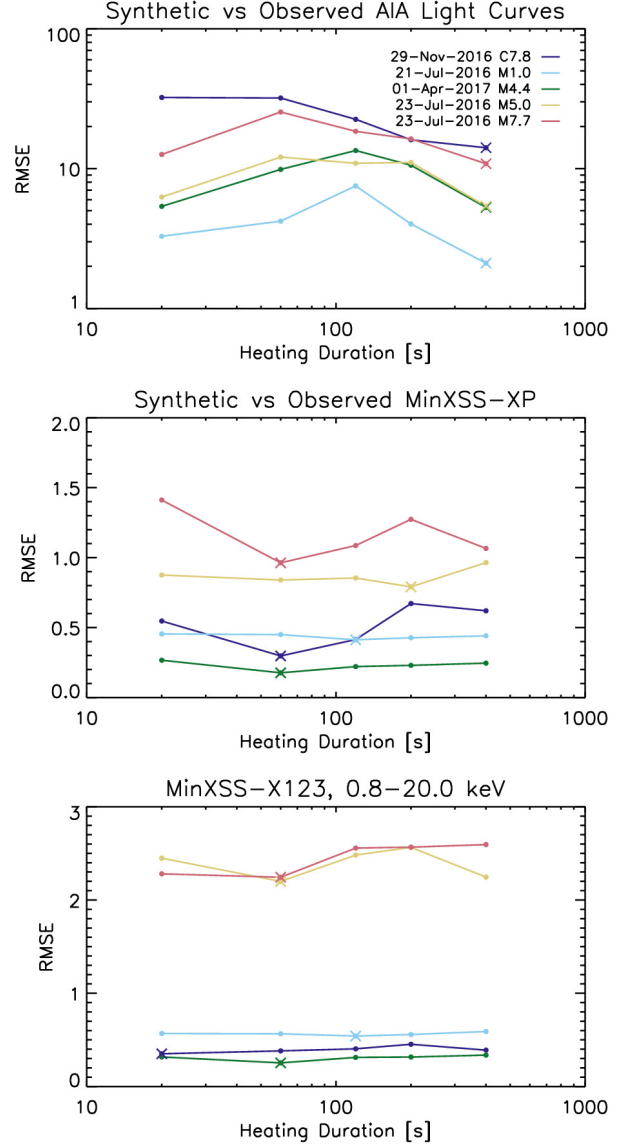 Synthetic vs Observed AIA Light Curves
100
29-Nov-2016 C7.8
21-Jul-2016 M1.0
01-Apr-2017 M4.4
23-Jul-2016 M5.0
23-Jul-2016 M7.7
RMSE
10
1
10
100
1000
Heating Duration [s]
Synthetic vs Observed MinXSS-XP
2.0
1.5
RMSE
1.0
0.5
0.0
10
100
1000
Heating Duration [s]
MinXSS-X123, 0.8-20.0 keV
3
2
RMSE
1
0
10
100
1000
Heating Duration [s]